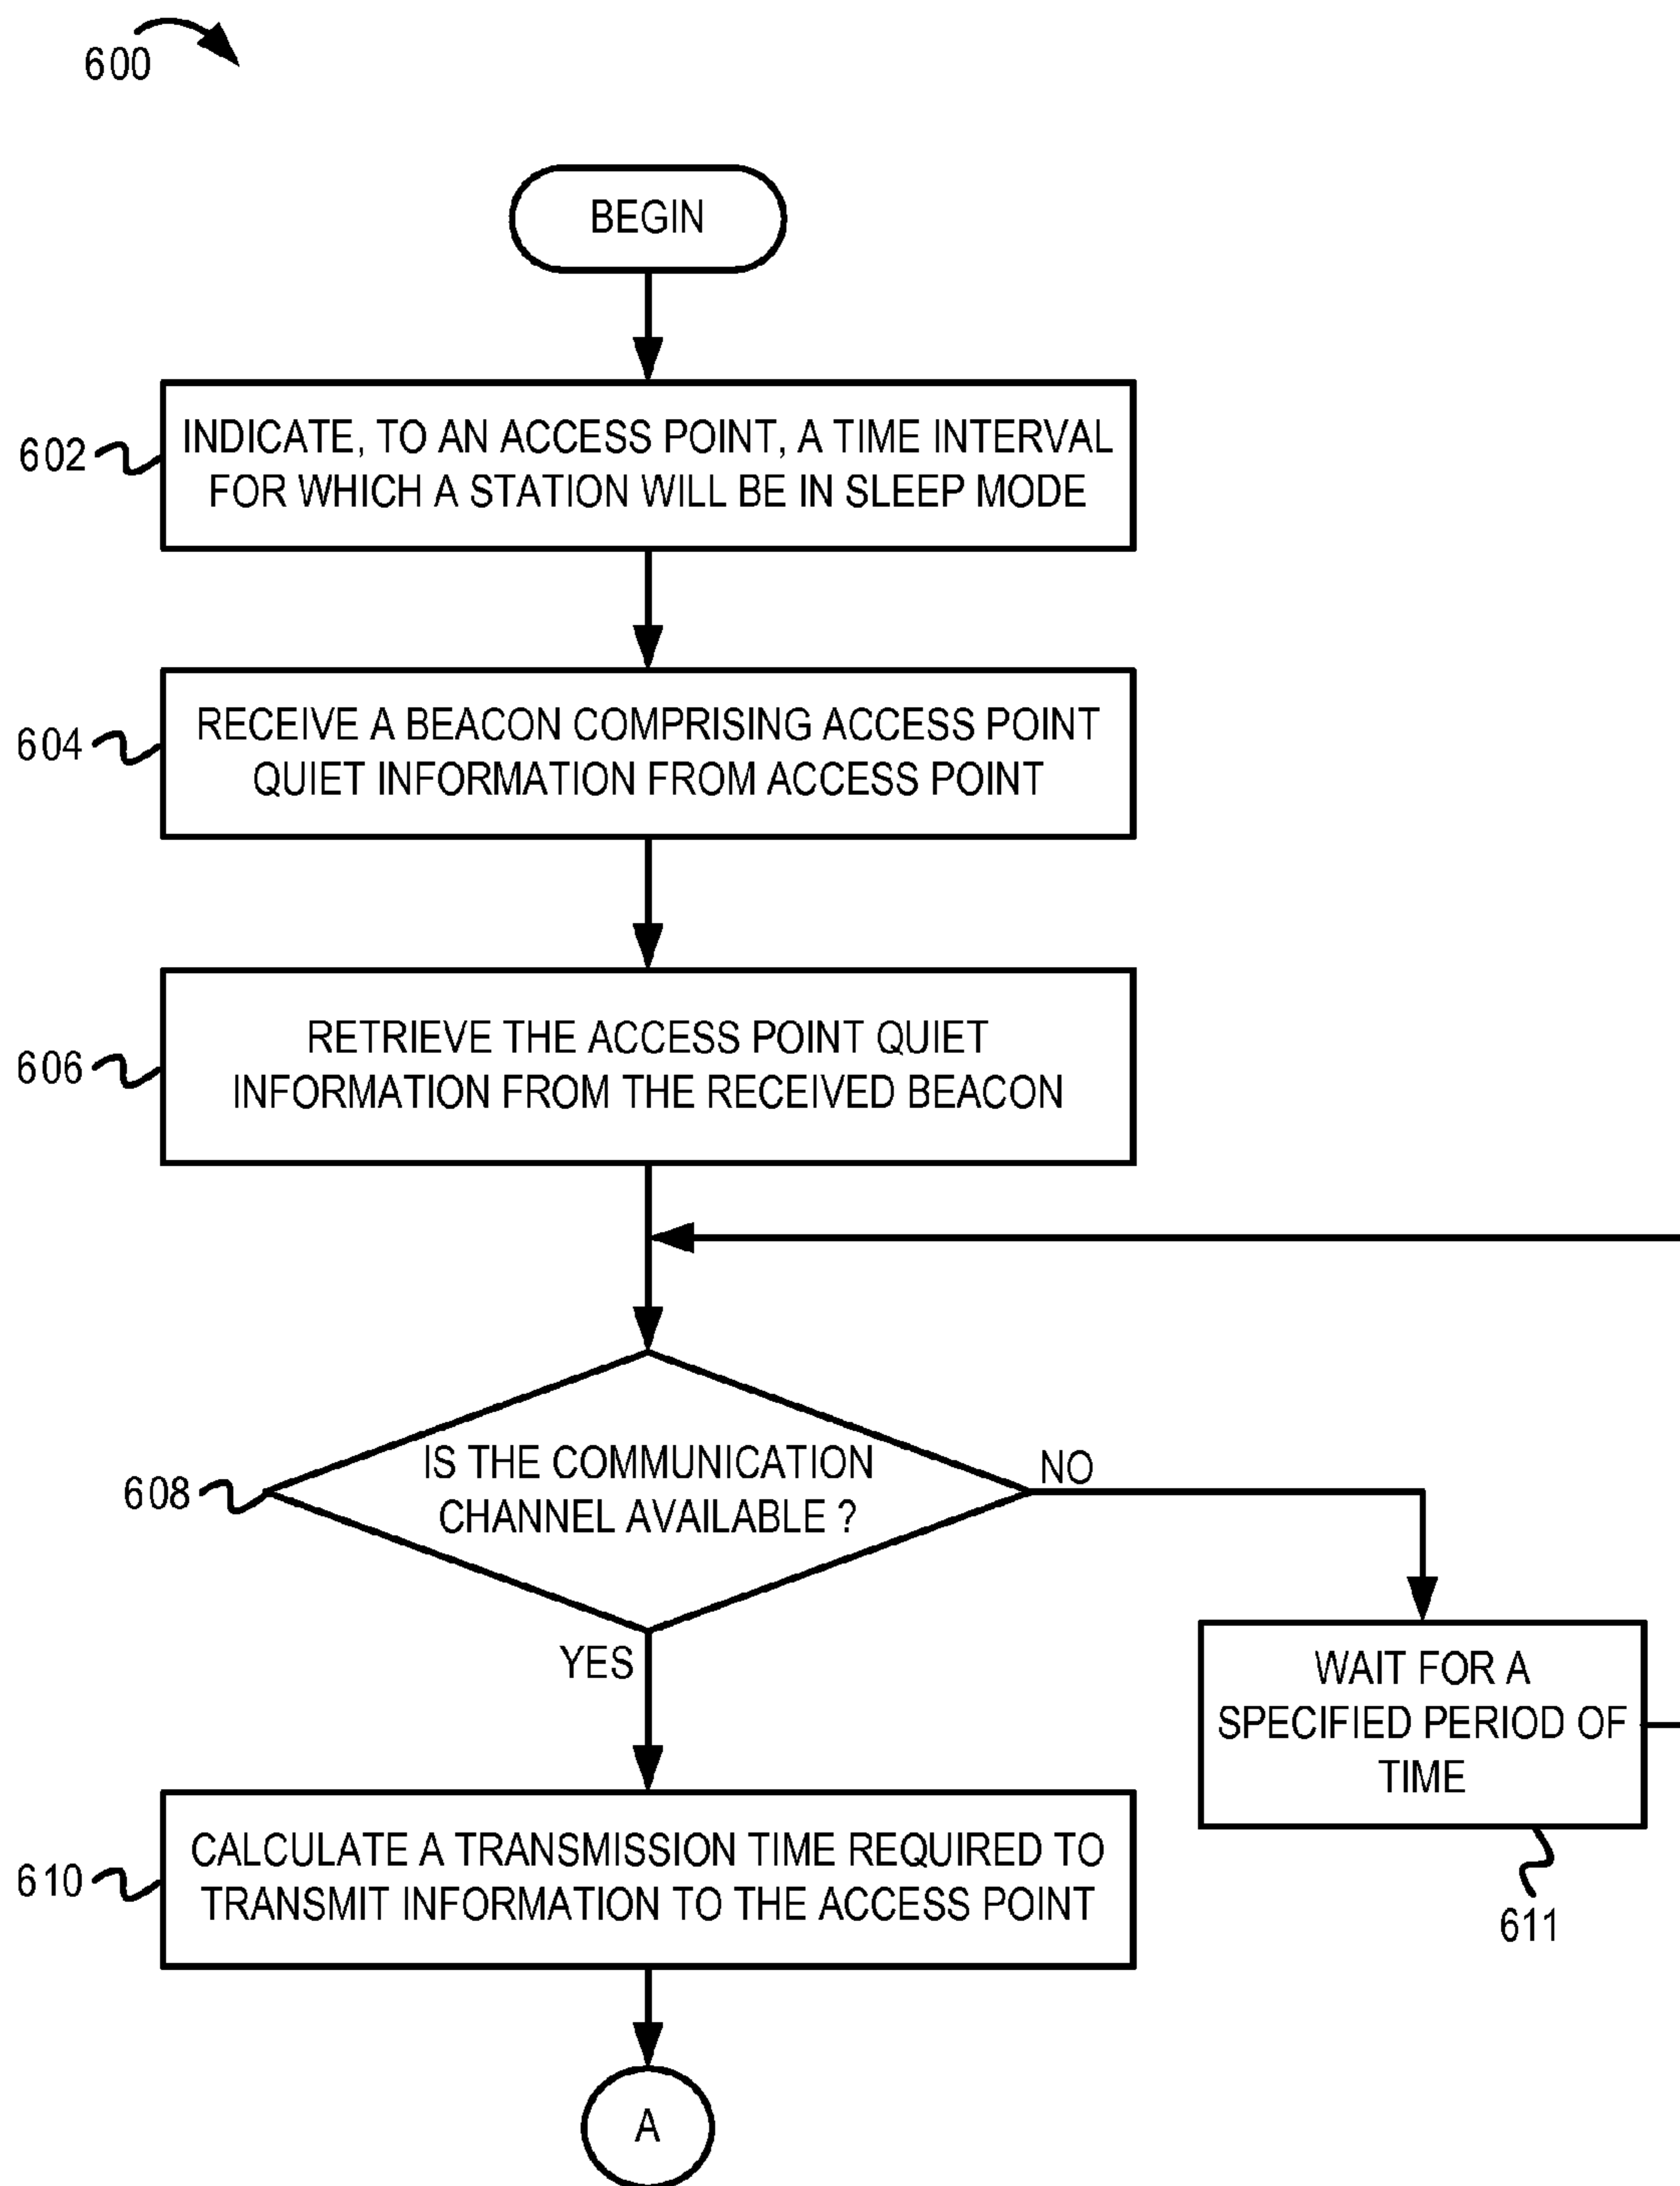 600
BEGIN
602
INDICATE, TO AN ACCESS POINT, A TIME INTERVAL
FOR WHICH A STATION WILL BE IN SLEEP MODE
604
RECEIVE A BEACON COMPRISING ACCESS POINT
QUIET INFORMATION FROM ACCESS POINT
606
RETRIEVE THE ACCESS POINT QUIET
INFORMATION FROM THE RECEIVED BEACON
608
IS THE COMMUNICATION
CHANNEL AVAILABLE ?
NO
YES
WAIT FOR A
SPECIFIED PERIOD OF
TIME
611
610
CALCULATE A TRANSMISSION TIME REQUIRED TO
TRANSMIT INFORMATION TO THE ACCESS POINT
A